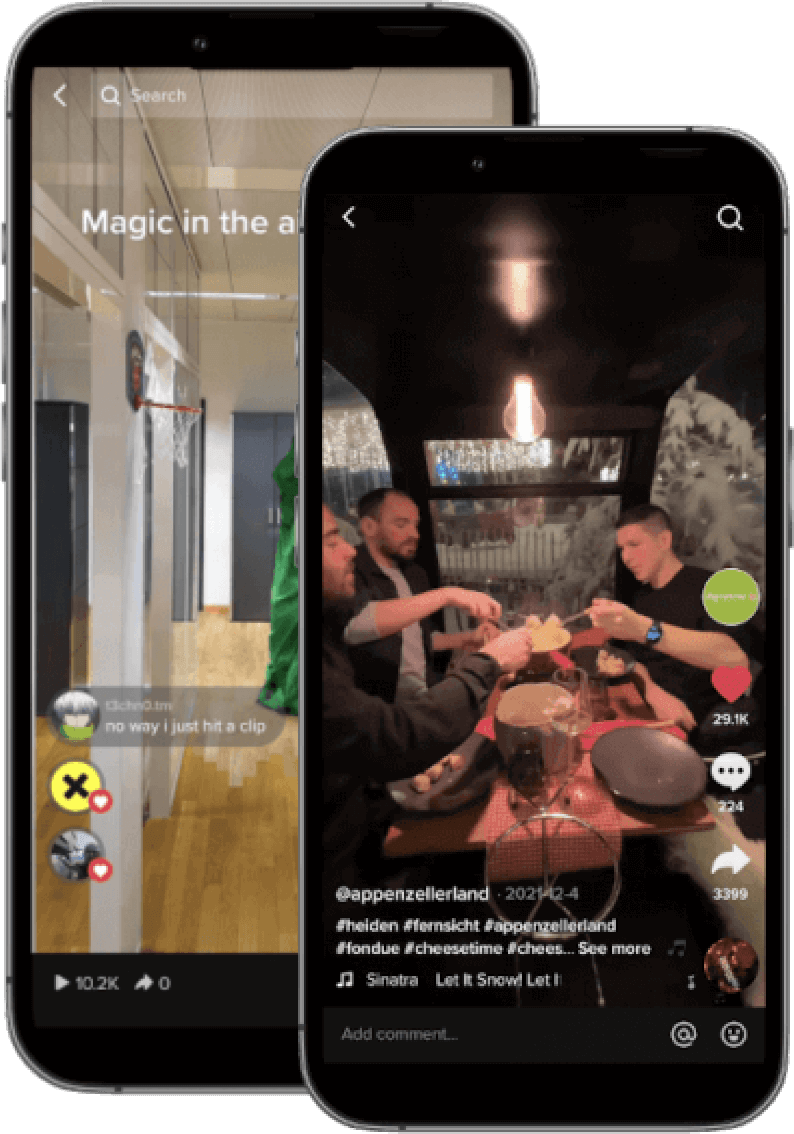 Search
Magic in the a
t3chn0.tm
no way i just hit a clip
10.2K 0
29.1K
224
3399
@appenzellerland · 2021-12-4
#heiden #fernsicht #appenzellerland
#fondue #cheesetime #chees... See more
Sinatra Let It Snow! Let I
Add comment...